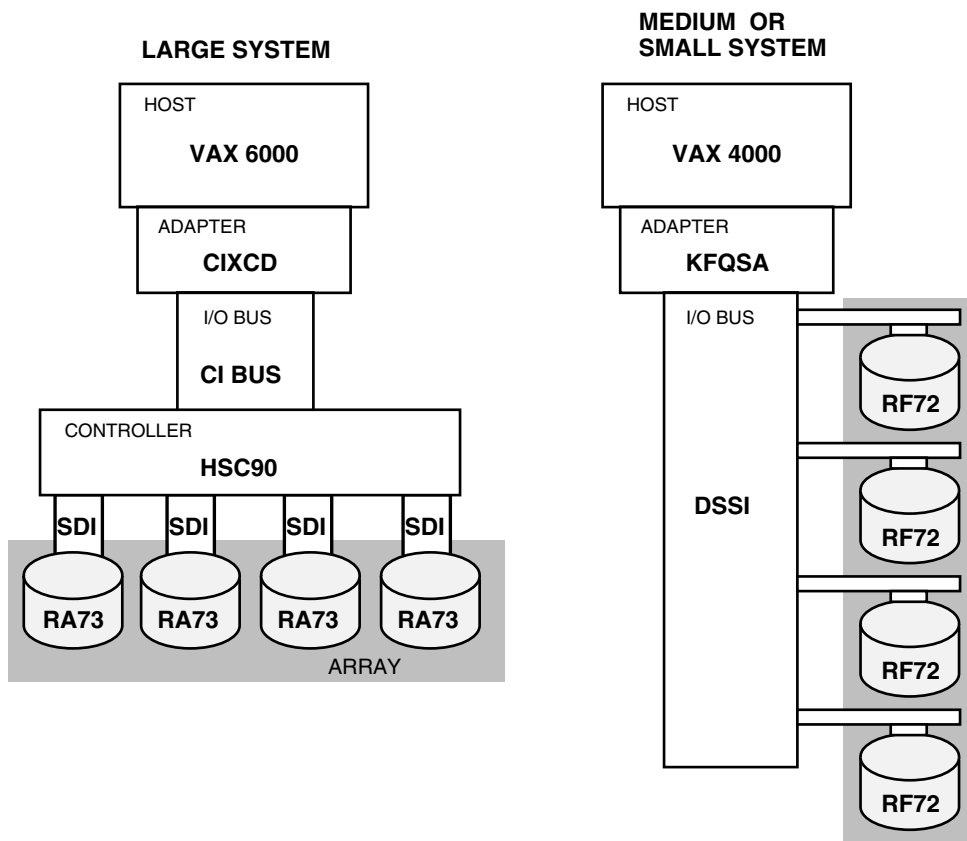 LARGE SYSTEM
HOST
VAX 6000
ADAPTER
CIXCD
I/O BUS
CI BUS
CONTROLLER
HSC90
SDI SDI SDI SDI
RA73 RA73 RA73 RA73
ARRAY
MEDIUM OR
SMALL SYSTEM
HOST
VAX 4000
ADAPTER
KFQSA
I/O BUS
DSSI
RF72
RF72
RF72
RF72